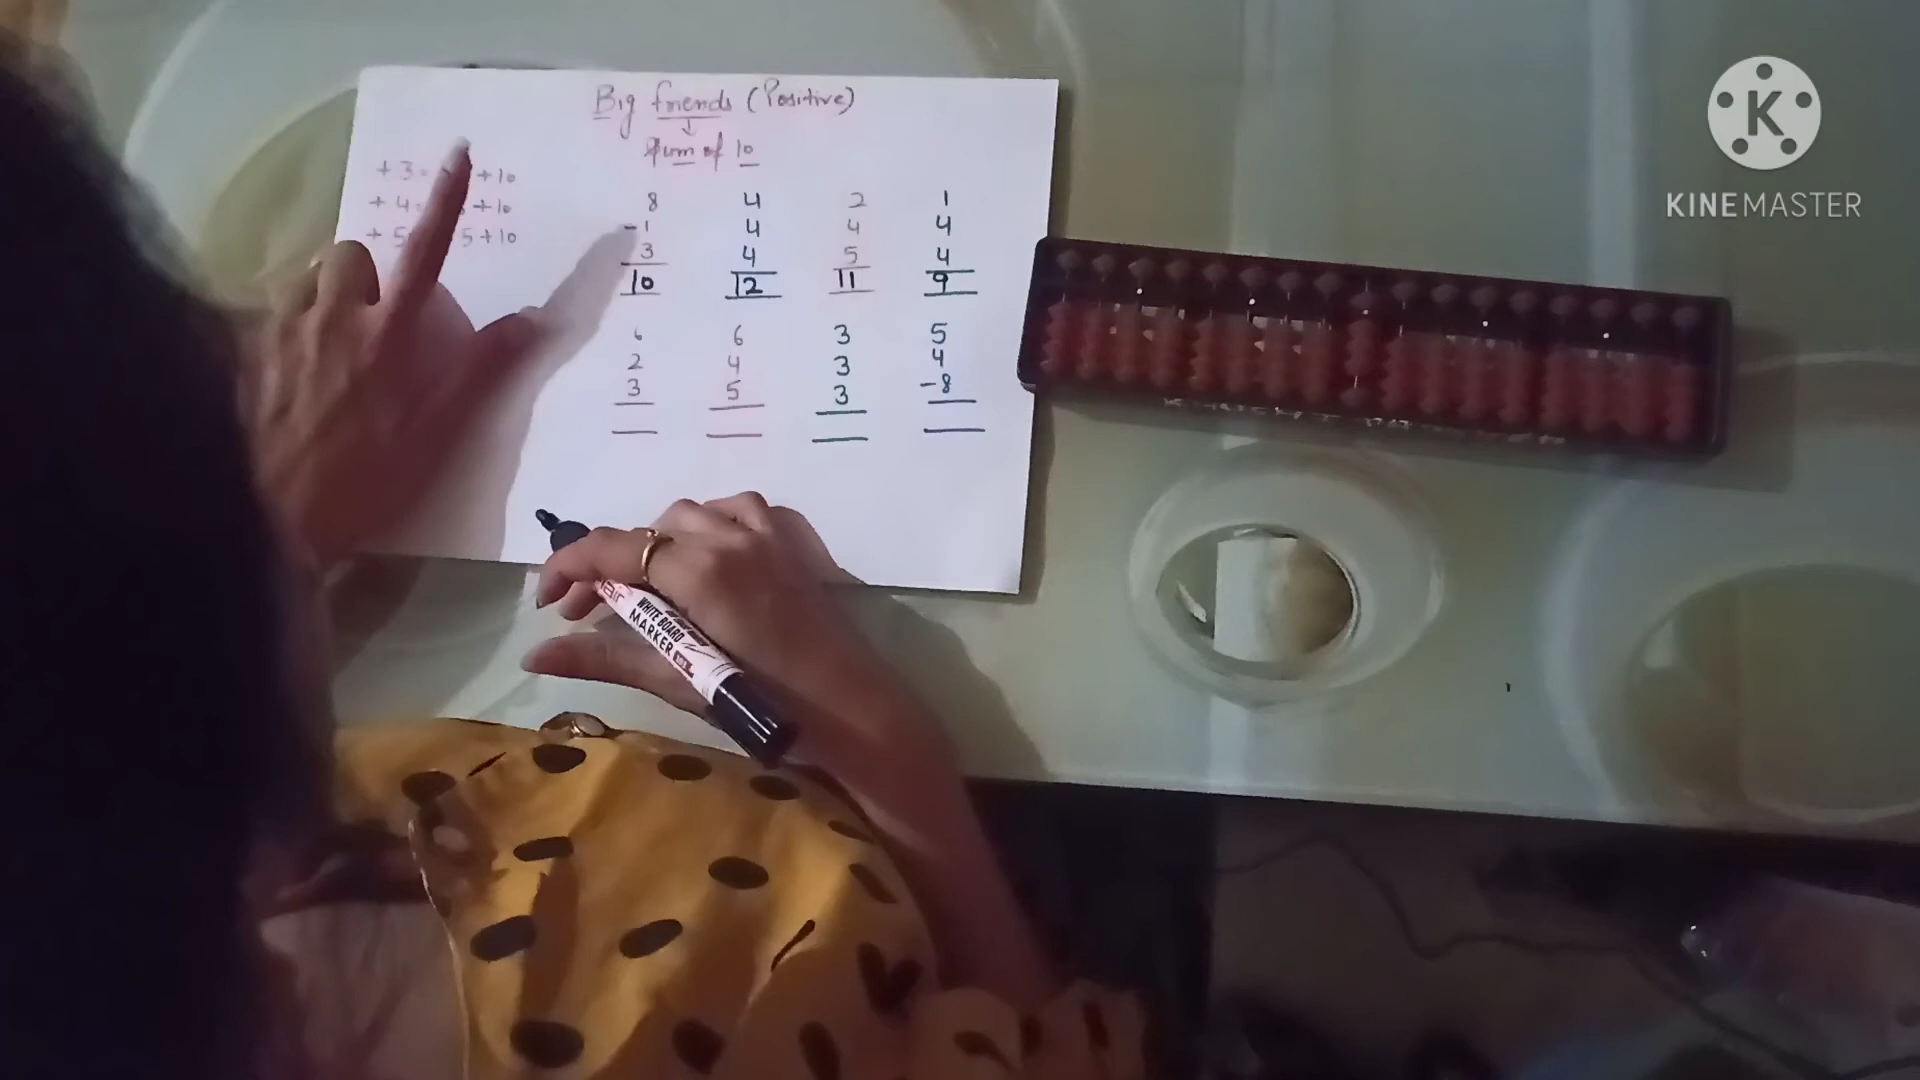 Big friends (Positive)
Sum of 10
+ 3 = +10
+ 4 = +10
+ 5 5 +10
8 4 2 1
-1 4 4 4
3 4 5 4
10 12 11 9
6 6 3 5
2 4 3 4
3 5 3 -8
WHITE BOARD
MARKER
K
KINEMASTER